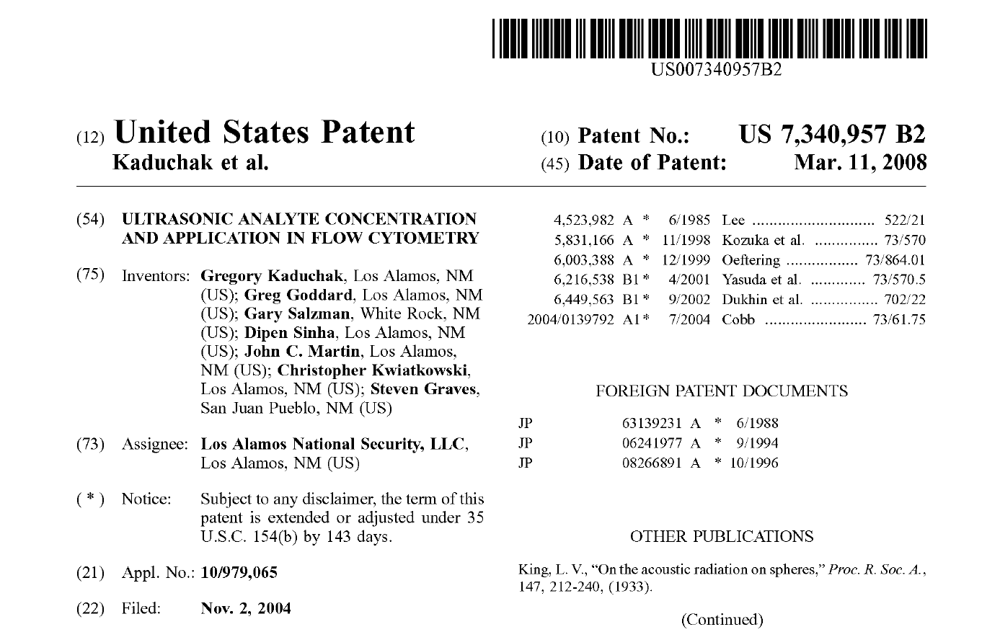 US007340957B2
(12) United States Patent
Kaduchak et al.
(10) Patent No.: US 7,340,957 B2
(45) Date of Patent: Mar. 11, 2008
(54) ULTRASONIC ANALYTE CONCENTRATION
AND APPLICATION IN FLOW CYTOMETRY
(75) Inventors: Gregory Kaduchak, Los Alamos, NM
(US); Greg Goddard, Los Alamos, NM
(US); Gary Salzman, White Rock, NM
(US); Dipen Sinha, Los Alamos, NM
(US); John C. Martin, Los Alamos,
NM (US); Christopher Kwiatkowski,
Los Alamos, NM (US); Steven Graves,
San Juan Pueblo, NM (US)
(73) Assignee: Los Alamos National Security, LLC,
Los Alamos, NM (US)
( * ) Notice: Subject to any disclaimer, the term of this
patent is extended or adjusted under 35
U.S.C. 154(b) by 143 days.
(21) Appl. No.: 10/979,065
(22) Filed: Nov. 2, 2004
4,523,982 A * 6/1985 Lee ............................ 522/21
5,831,166 A * 11/1998 Kozuka et al. ............... 73/570
6,003,388 A * 12/1999 Oeftering ................. 73/864.01
6,216,538 B1 * 4/2001 Yasuda et al. ............. 73/570.5
6,449,563 B1 * 9/2002 Dukhin et al. ................ 702/22
2004/0139792 A1 * 7/2004 Cobb ........................ 73/61.75
FOREIGN PATENT DOCUMENTS
JP 63139231 A * 6/1988
JP 06241977 A * 9/1994
JP 08266891 A * 10/1996
OTHER PUBLICATIONS
King, L. V., “On the acoustic radiation on spheres,” Proc. R. Soc. A.,
147, 212-240, (1933).
(Continued)